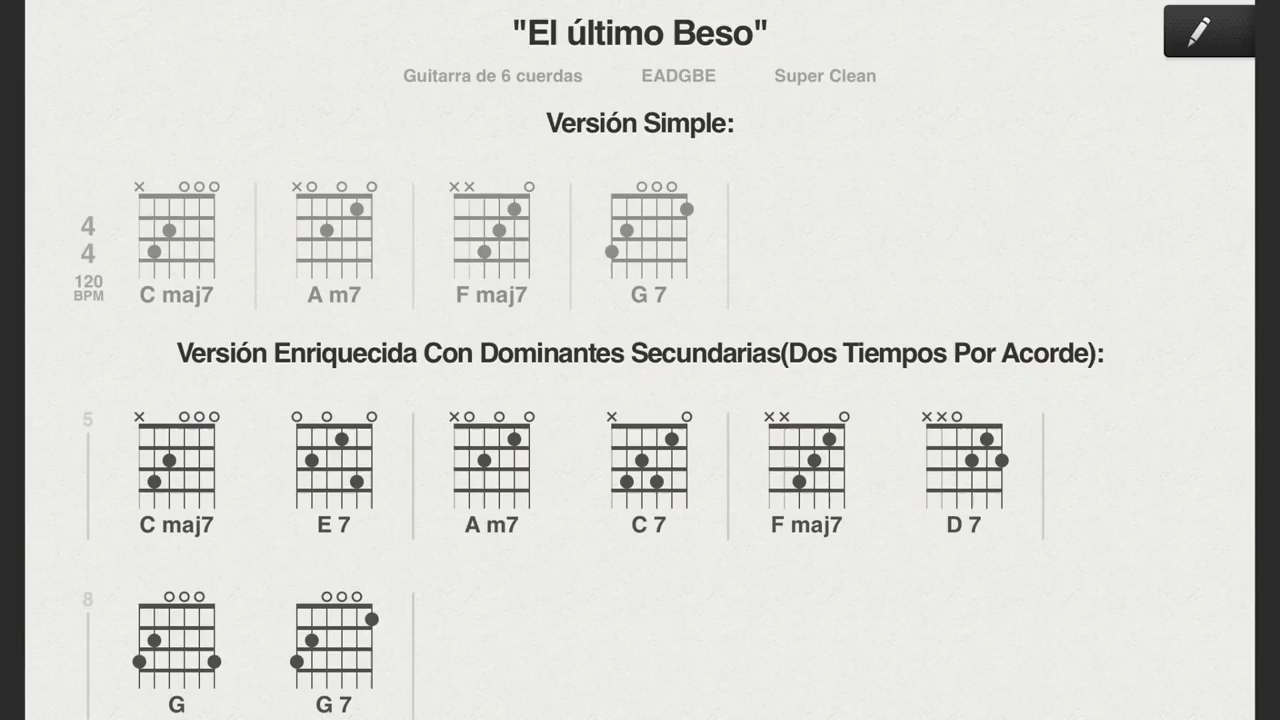 "El último Beso"
Guitarra de 6 cuerdas EADGBE Super Clean
Versión Simple:
4
4
120
BPM
C maj7 A m7 F maj7 G 7
Versión Enriquecida Con Dominantes Secundarias(Dos Tiempos Por Acorde):
5
C maj7 E 7 A m7 C 7 F maj7 D 7
8
G G 7